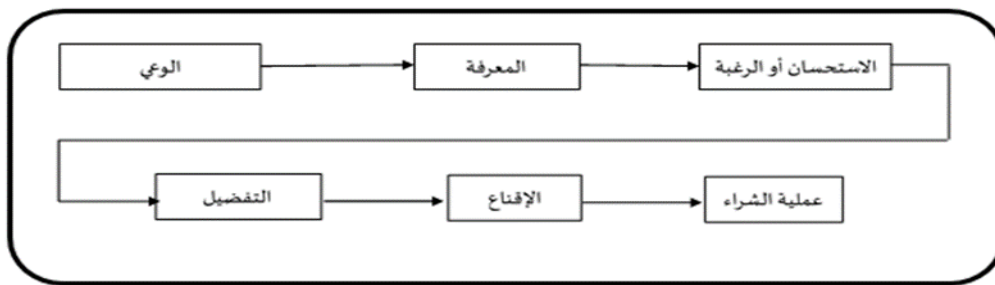 الوعي
المعرفة
الاستحسان أو الرغبة
التفضيل
الإقناع
عملية الشراء